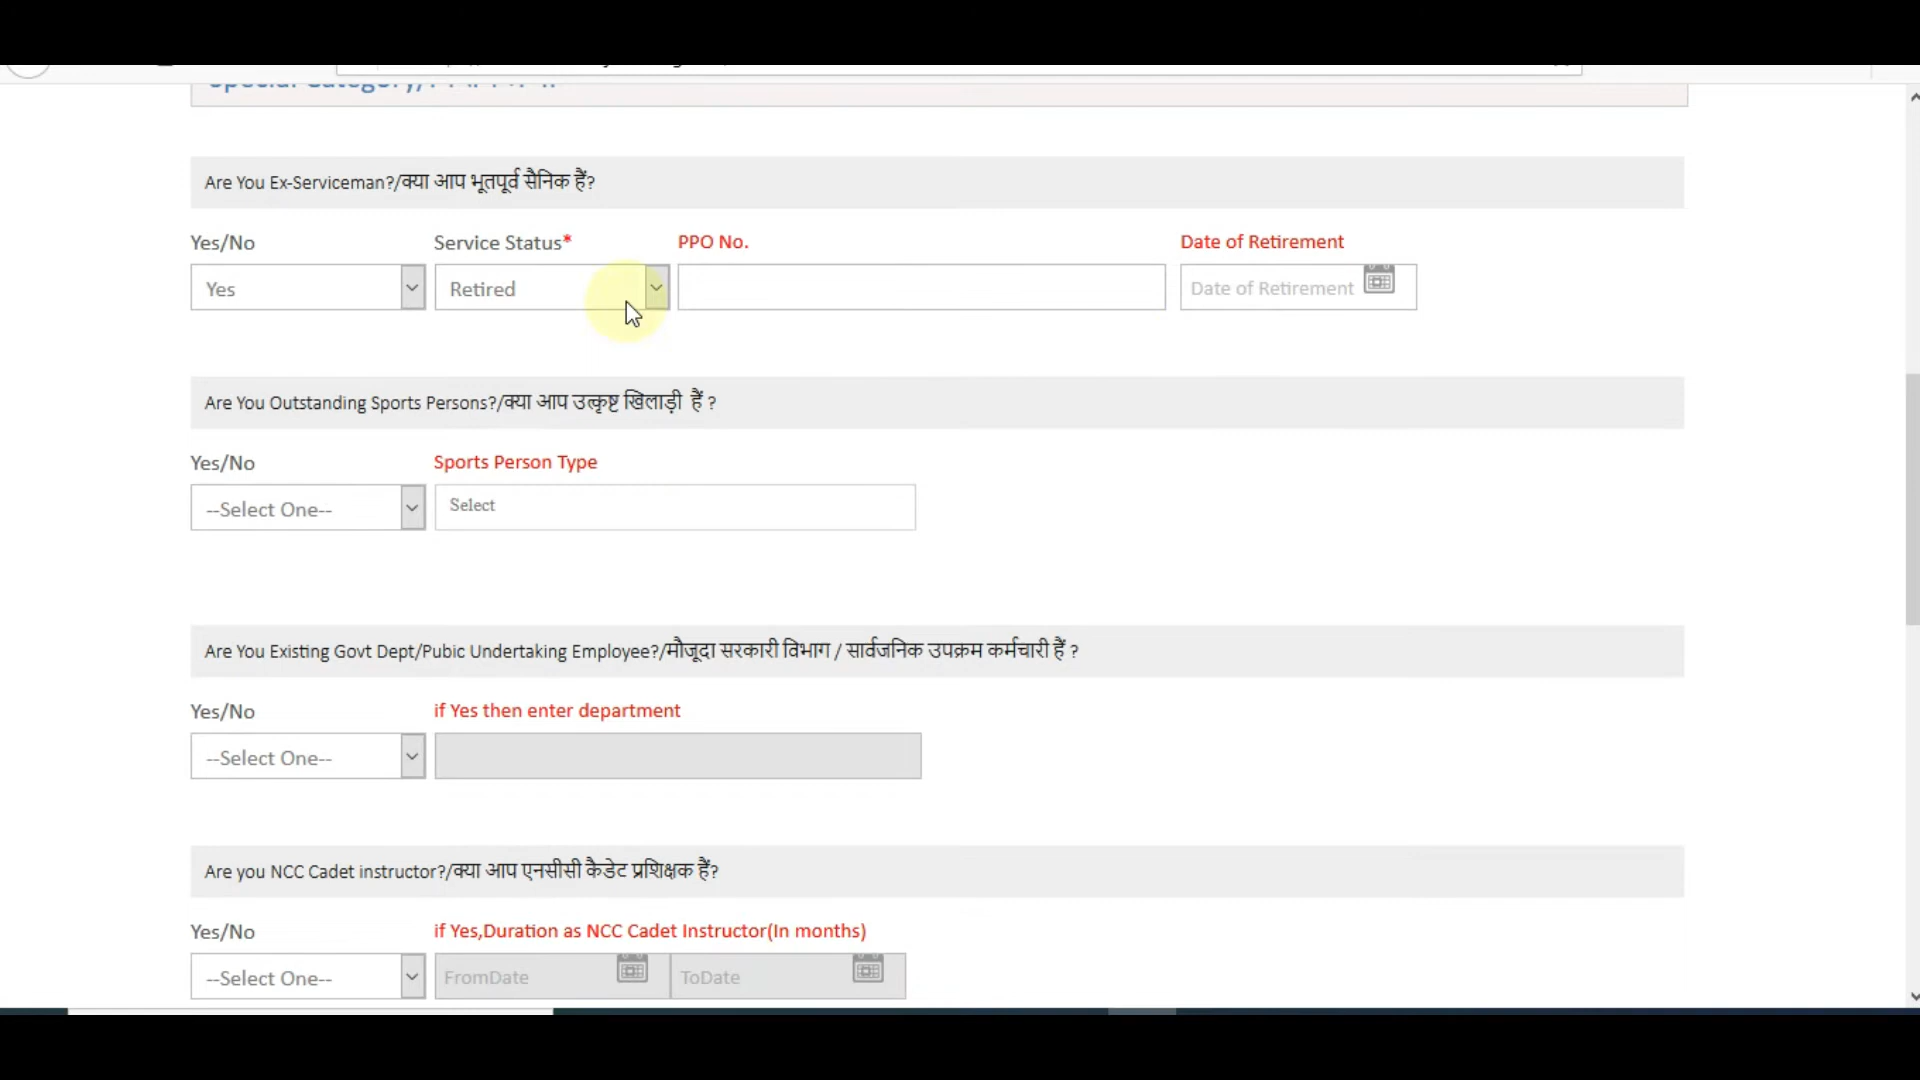 Special Category/
Are You Ex-Serviceman?/क्या आप भूतपूर्व सैनिक हैं?
Yes/No Service Status* PPO No. Date of Retirement
Yes Retired Date of Retirement
Are You Outstanding Sports Persons?/क्या आप उत्कृष्ट खिलाड़ी हैं ?
Yes/No Sports Person Type
--Select One-- Select
Are You Existing Govt Dept/Pubic Undertaking Employee?/मौजूदा सरकारी विभाग / सार्वजनिक उपक्रम कर्मचारी हैं ?
Yes/No if Yes then enter department
--Select One--
Are you NCC Cadet instructor?/क्या आप एनसीसी कैडेट प्रशिक्षक हैं?
Yes/No if Yes,Duration as NCC Cadet Instructor(In months)
--Select One-- FromDate ToDate